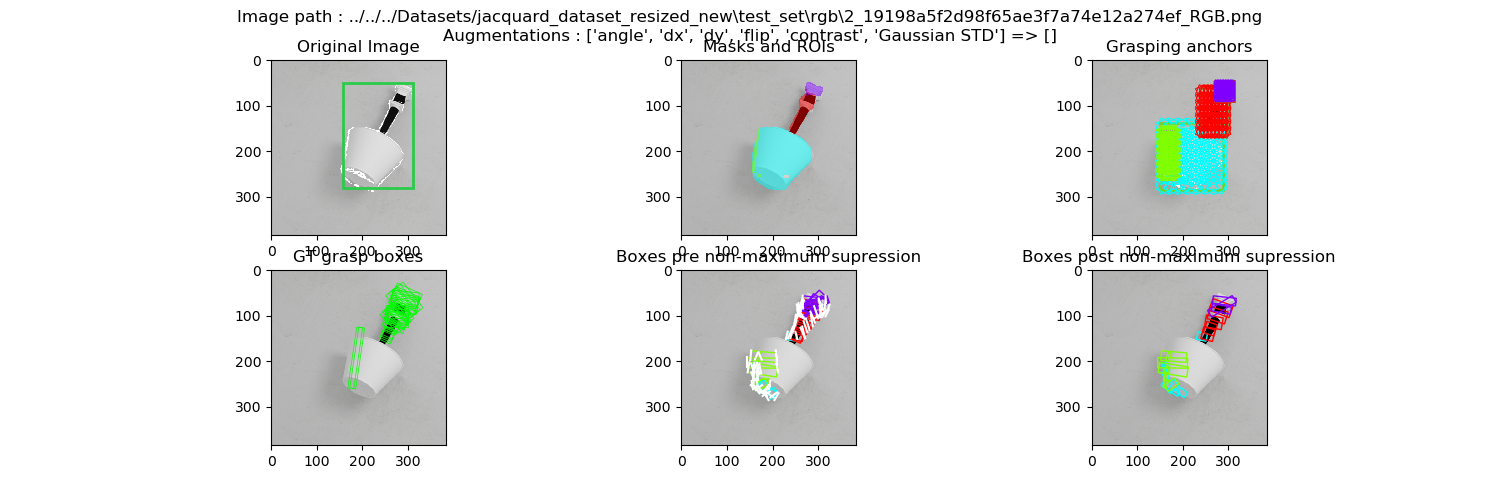 Image path : ../../../Datasets/jacquard_dataset_resized_new\test_set\rgb\2_19198a5f2d98f65ae3f7a74e12a274ef_RGB.png
Augmentations : ['angle', 'dx', 'dy', 'flip', 'contrast', 'Gaussian STD'] => []
Original Image
Masks and ROIs
Grasping anchors
0
100
200
300
0 100 200 300
0
100
200
300
0 100 200 300
0
100
200
300
0 100 200 300
GT grasp boxes
Boxes pre non-maximum supression
Boxes post non-maximum supression
0
100
200
300
0 100 200 300
0
100
200
300
0 100 200 300
0
100
200
300
0 100 200 300